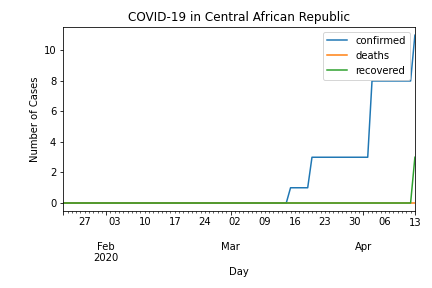 COVID-19 in Central African Republic
confirmed
deaths
recovered
Number of Cases
10
8
6
4
2
0
27 03 10 17 24 02 09 16 23 30 06 13
Feb Mar Apr
2020
Day